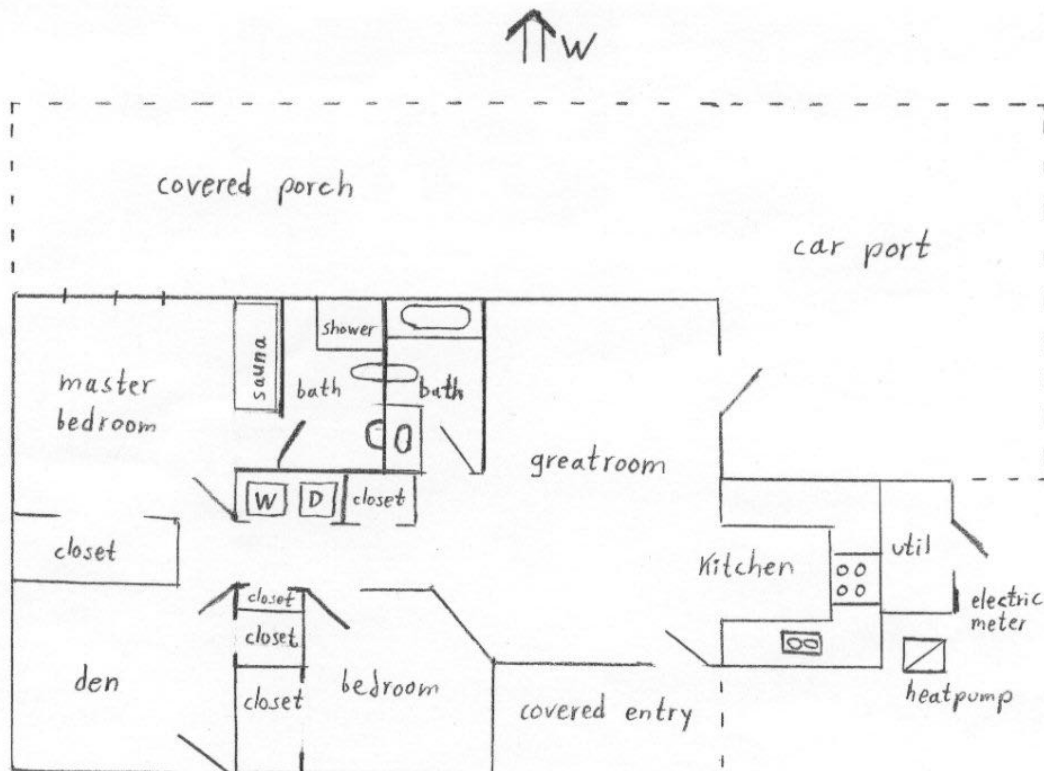 W
covered porch
car port
shower
sauna
master
bedroom
bath
bath
greatroom
W
D
closet
closet
Kitchen
util
closet
closet
electric
meter
den
closet
bedroom
covered entry
heatpump